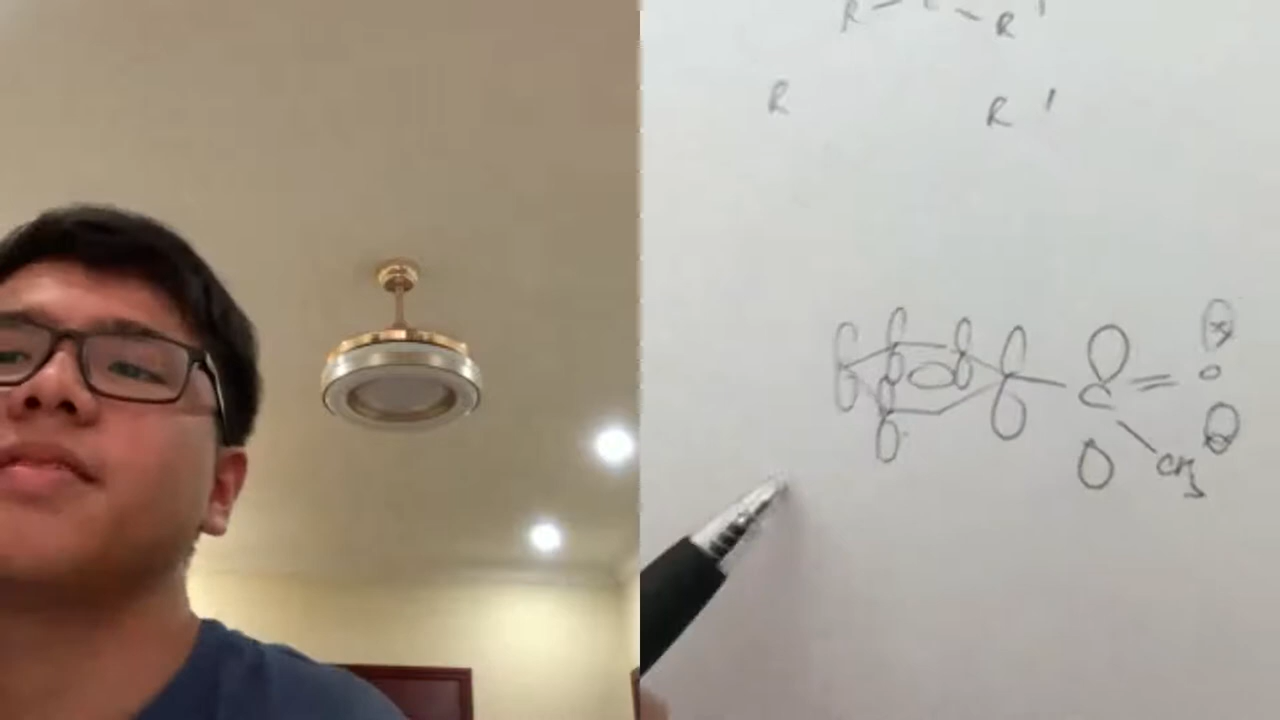 R - C - R'
R R'
C = O
CH3